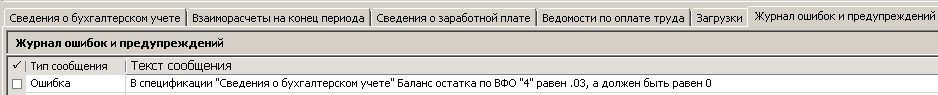 Сведения о бухгалтерском учете Взаиморасчеты на конец периода Сведения о заработной плате Ведомости по оплате труда Загрузки Журнал ошибок и предупреждений
Журнал ошибок и предупреждений
✓ Тип сообщения Текст сообщения
Ошибка В спецификации "Сведения о бухгалтерском учете" Баланс остатка по ВФО "4" равен .03, а должен быть равен 0